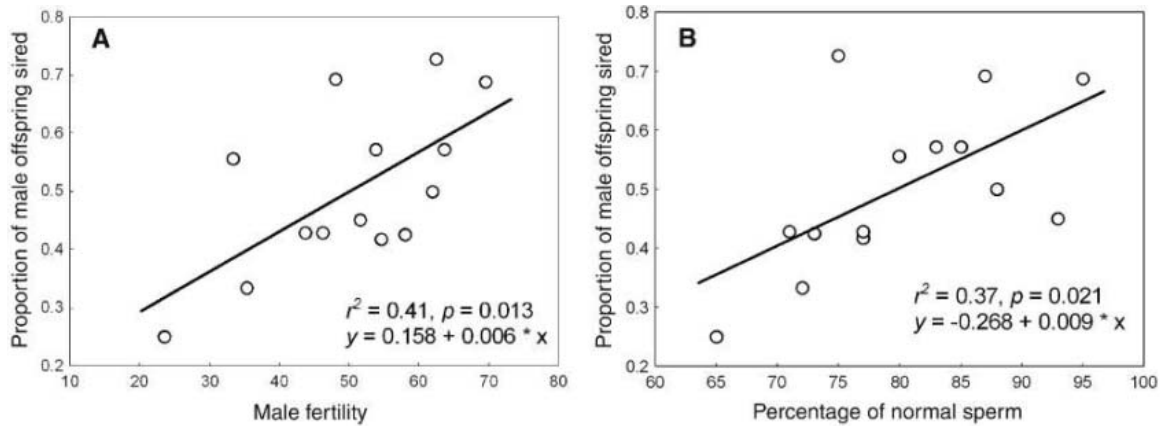 A
Proportion of male offspring sired
0.8
0.7
0.6
0.5
0.4
0.3
0.2
r² = 0.41, p = 0.013
y = 0.158 + 0.006 * x
10 20 30 40 50 60 70 80
Male fertility
B
Proportion of male offspring sired
0.8
0.7
0.6
0.5
0.4
0.3
0.2
r² = 0.37, p = 0.021
y = -0.268 + 0.009 * x
60 65 70 75 80 85 90 95 100
Percentage of normal sperm